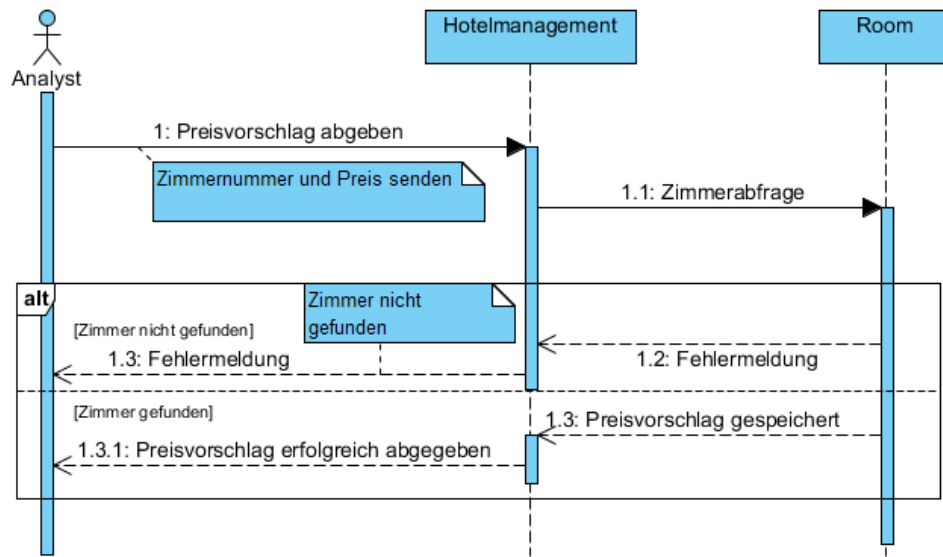 Hotelmanagement
Room
Analyst
1: Preisvorschlag abgeben
Zimmernummer und Preis senden
1.1: Zimmerabfrage
alt
Zimmer nicht
gefunden
[Zimmer nicht gefunden]
1.3: Fehlermeldung
1.2: Fehlermeldung
[Zimmer gefunden]
1.3: Preisvorschlag gespeichert
1.3.1: Preisvorschlag erfolgreich abgegeben